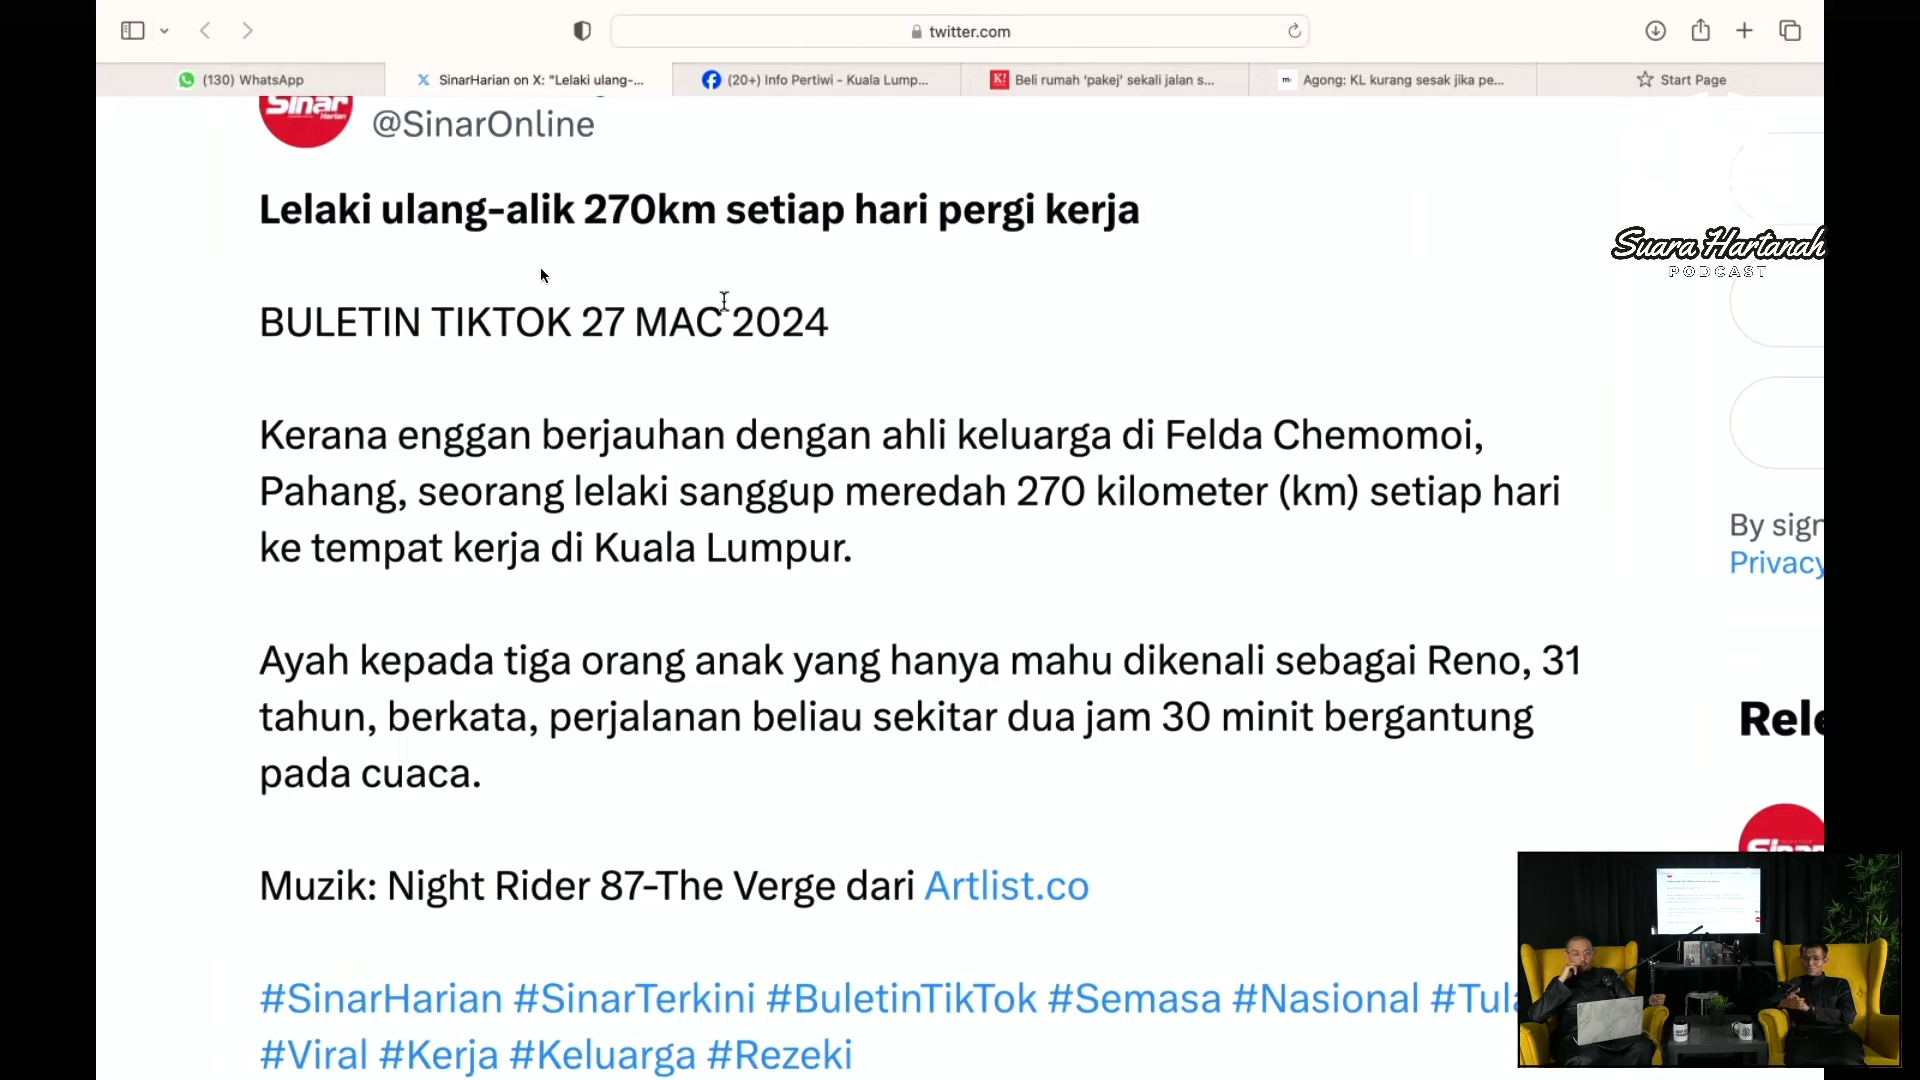 twitter.com
(130) WhatsApp
SinarHarian on X: "Lelaki ulang-...
(20+) Info Pertiwi - Kuala Lump...
Beli rumah ‘pakej’ sekali jalan s...
Agong: KL kurang sesak jika pe...
Start Page
Sinar
Harian
@SinarOnline
Lelaki ulang-alik 270km setiap hari pergi kerja
Suara Hartanah
PODCAST
BULETIN TIKTOK 27 MAC 2024
Kerana enggan berjauhan dengan ahli keluarga di Felda Chemomoi,
Pahang, seorang lelaki sanggup meredah 270 kilometer (km) setiap hari
ke tempat kerja di Kuala Lumpur.
By sign
Privacy
Ayah kepada tiga orang anak yang hanya mahu dikenali sebagai Reno, 31
tahun, berkata, perjalanan beliau sekitar dua jam 30 minit bergantung
pada cuaca.
Rele
Muzik: Night Rider 87-The Verge dari Artlist.co
#SinarHarian #SinarTerkini #BuletinTikTok #Semasa #Nasional #Tula
#Viral #Kerja #Keluarga #Rezeki